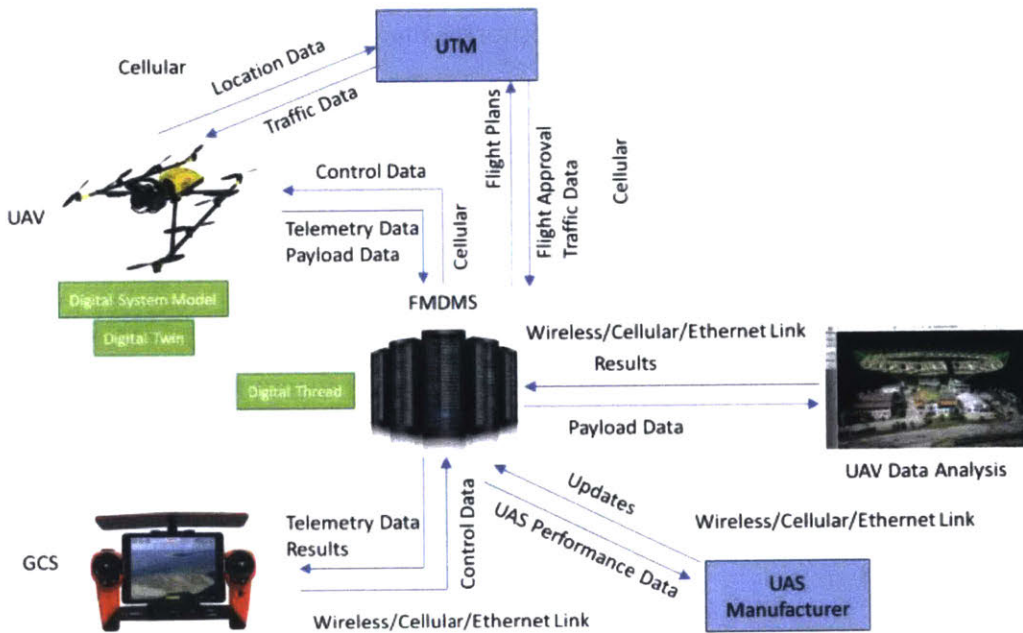 UTM
Cellular
Location Data
Traffic Data
Flight Plans
Flight Approval
Traffic Data
Cellular
Control Data
UAV
Telemetry Data
Payload Data
Cellular
Digital System Model
Digital Twin
FMDMS
Wireless/Cellular/Ethernet Link
Results
Digital Thread
Payload Data
UAV Data Analysis
Updates
UAS Performance Data
Wireless/Cellular/Ethernet Link
Telemetry Data
Results
Control Data
GCS
UAS
Manufacturer
Wireless/Cellular/Ethernet Link